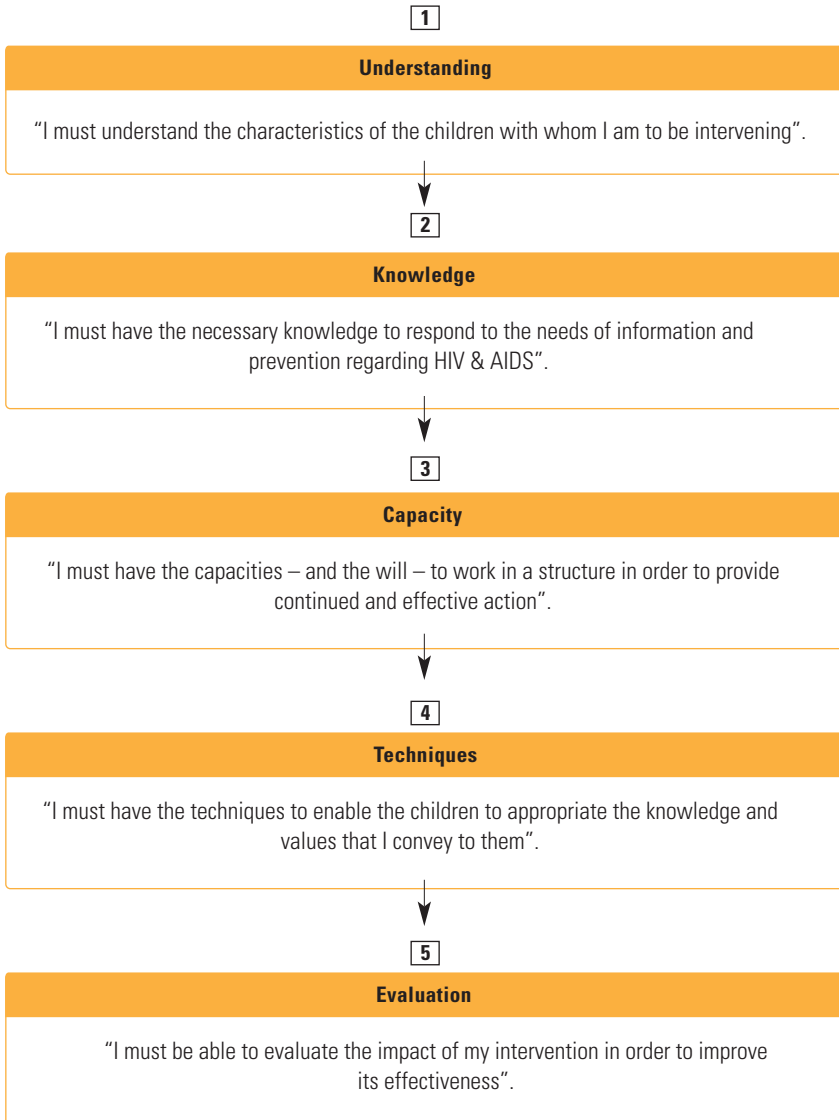 1
Understanding
“I must understand the characteristics of the children with whom I am to be intervening”.
2
Knowledge
“I must have the necessary knowledge to respond to the needs of information and
prevention regarding HIV & AIDS”.
3
Capacity
“I must have the capacities – and the will – to work in a structure in order to provide
continued and effective action”.
4
Techniques
“I must have the techniques to enable the children to appropriate the knowledge and
values that I convey to them”.
5
Evaluation
“I must be able to evaluate the impact of my intervention in order to improve
its effectiveness”.